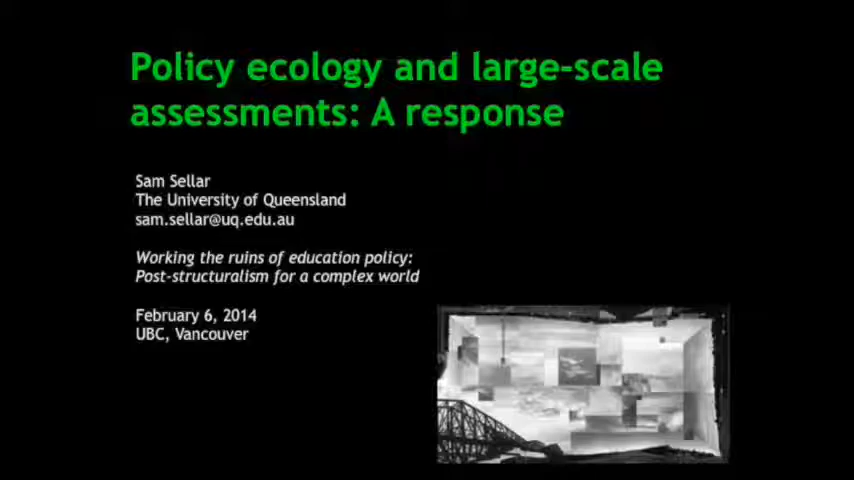 Policy ecology and large-scale
assessments: A response
Sam Sellar
The University of Queensland
sam.sellar@uq.edu.au
Working the ruins of education policy:
Post-structuralism for a complex world
February 6, 2014
UBC, Vancouver